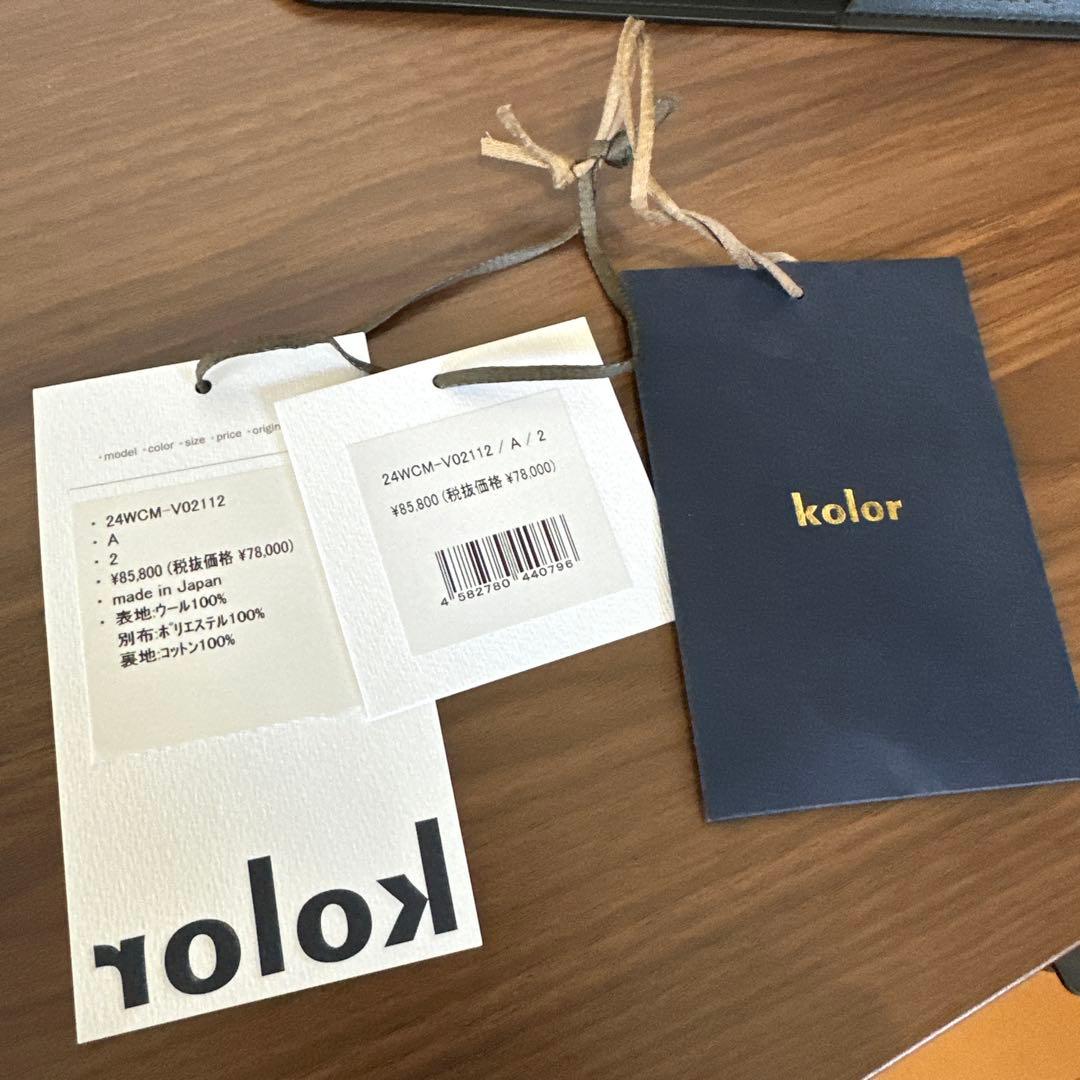 ·model ·color ·size ·price ·origin
· 24WCM-V02112
· A
· 2
· ¥85,800 (税抜価格 ¥78,000)
· made in Japan
· 表地:ウール100%
別布:ポリエステル100%
裏地:コットン100%
kolor
24WCM-V02112 / A / 2
¥85,800 (税抜価格 ¥78,000)
4 582780 440796
kolor